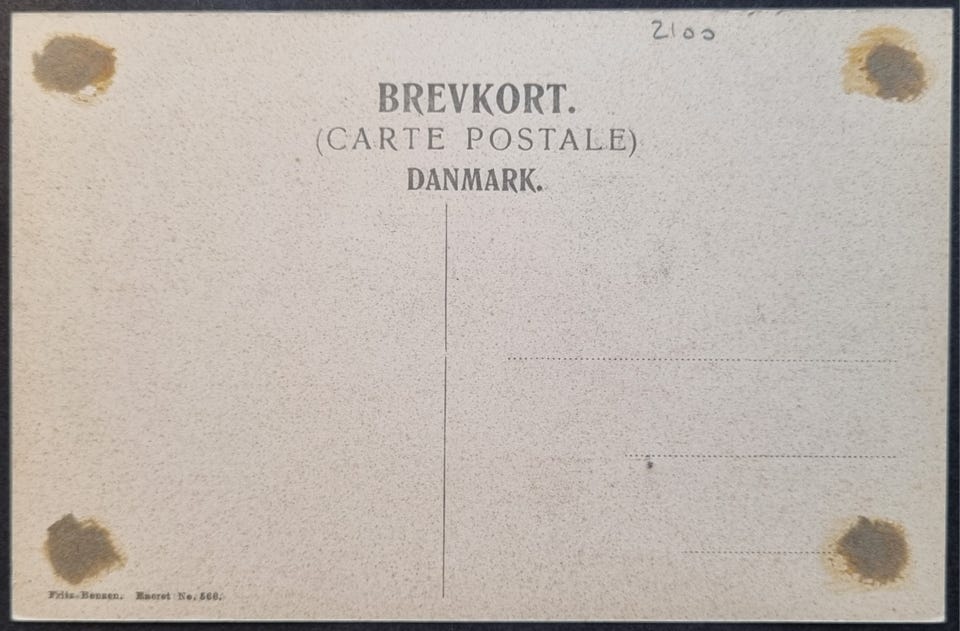 2100
BREVKORT.
(CARTE POSTALE)
DANMARK.
Fritz Benzen. Eneret No. 566.